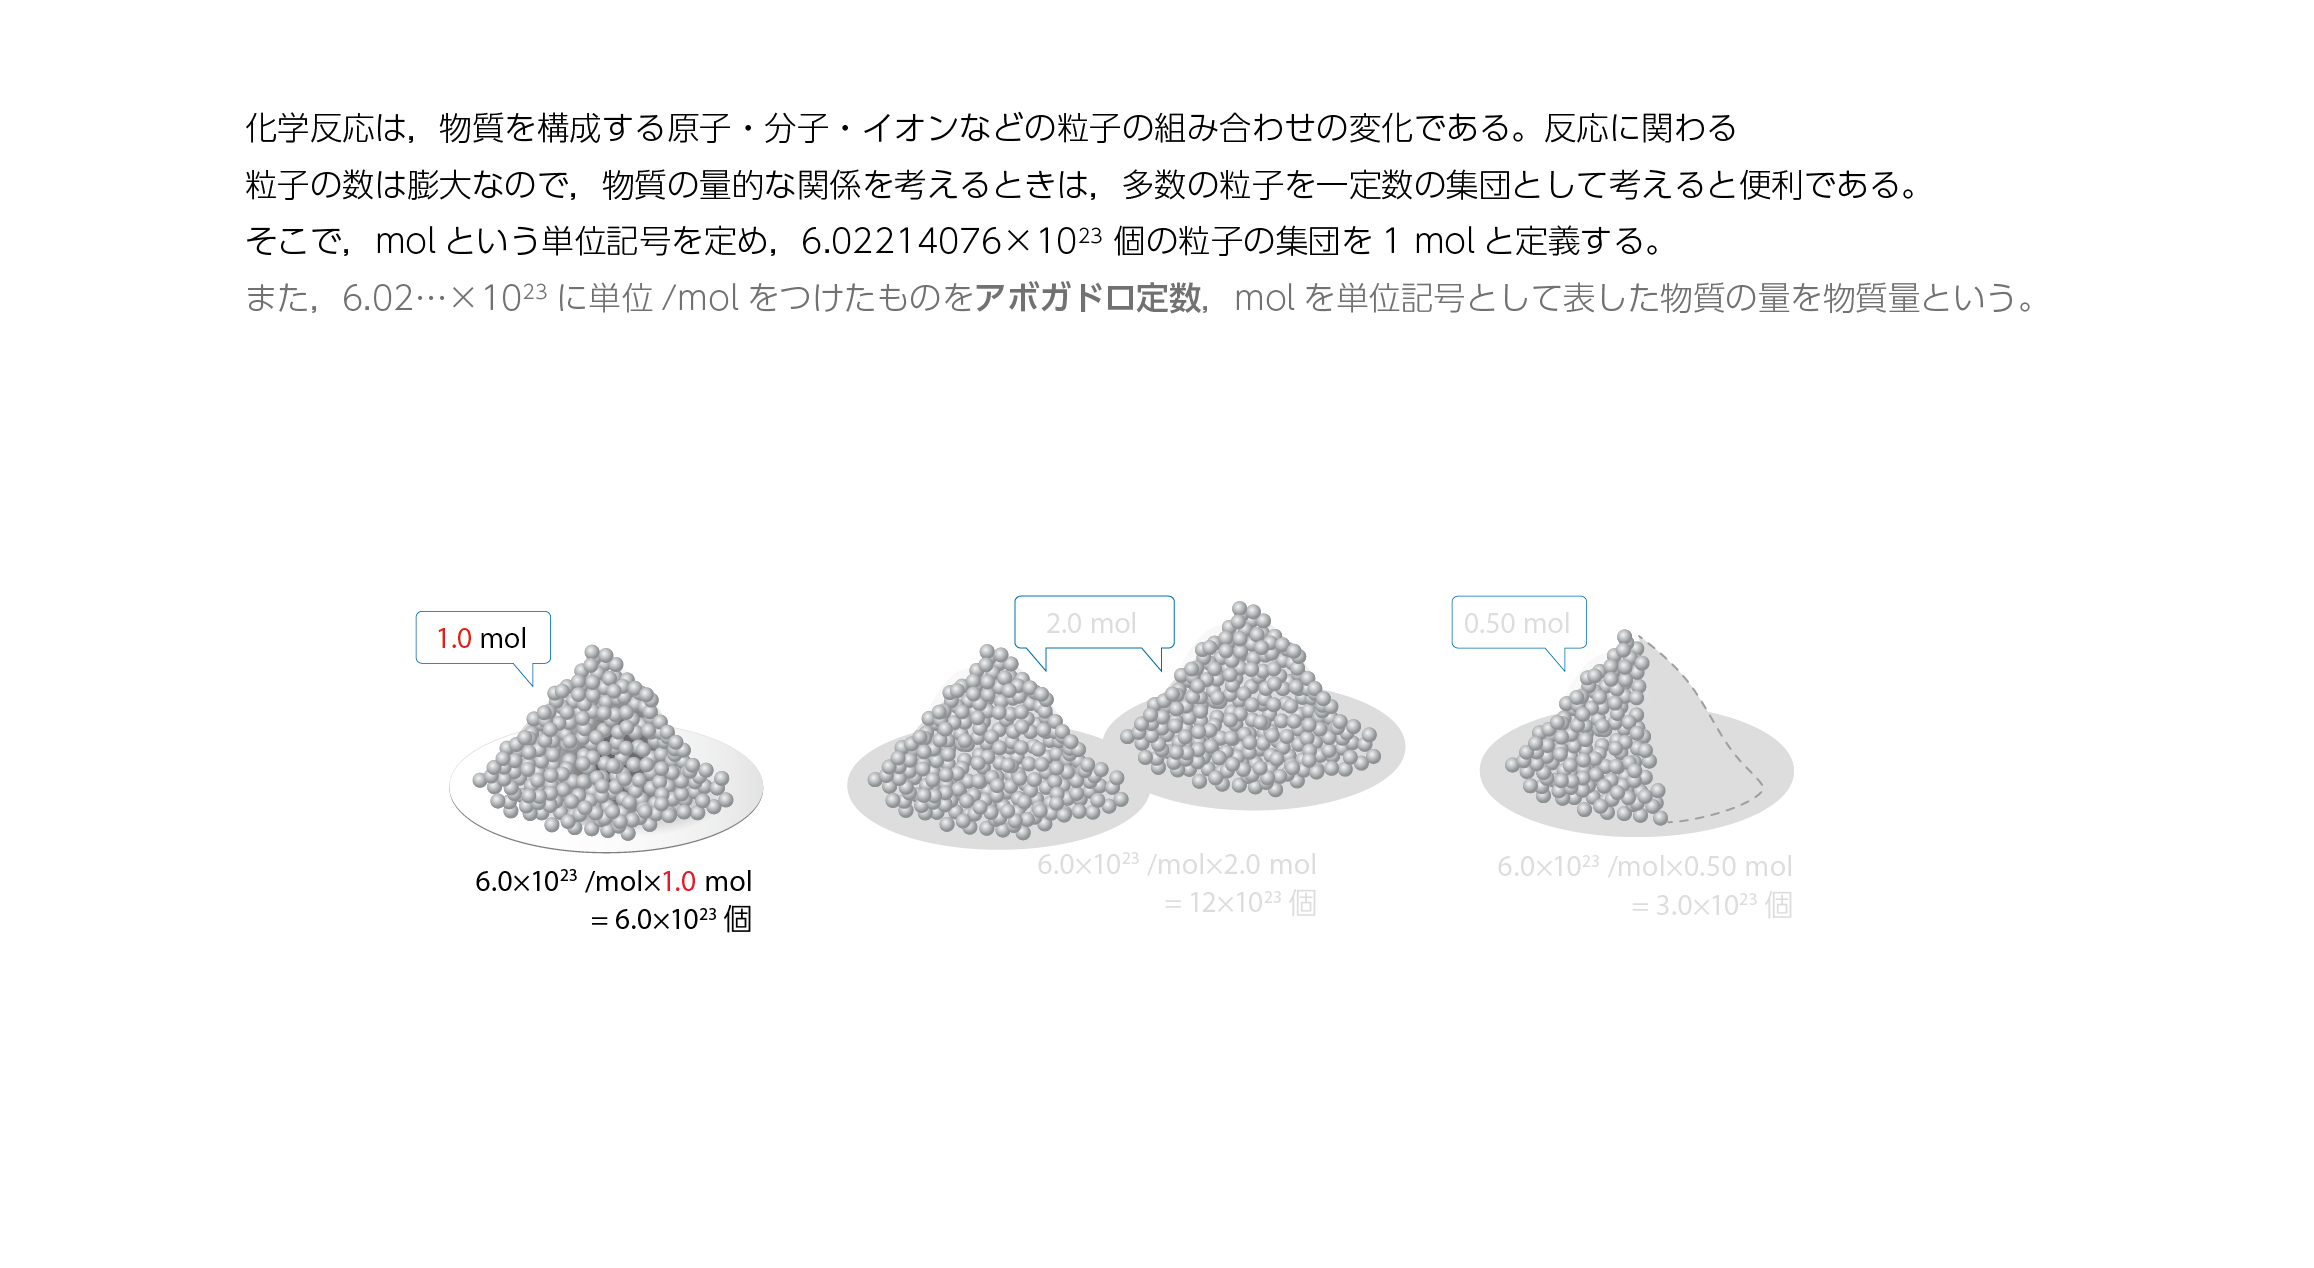 化学反応は，物質を構成する原子・分子・イオンなどの粒子の組み合わせの変化である。反応に関わる
粒子の数は膨大なので，物質の量的な関係を考えるときは，多数の粒子を一定数の集団として考えると便利である。
そこで，mol という単位記号を定め，6.02214076×10²³ 個の粒子の集団を 1 mol と定義する。
また，6.02…×10²³ に単位 /mol をつけたものをアボガドロ定数，mol を単位記号として表した物質の量を物質量という。
1.0 mol
6.0×10²³ /mol×1.0 mol
= 6.0×10²³ 個
2.0 mol
6.0×10²³ /mol×2.0 mol
= 12×10²³ 個
0.50 mol
6.0×10²³ /mol×0.50 mol
= 3.0×10²³ 個